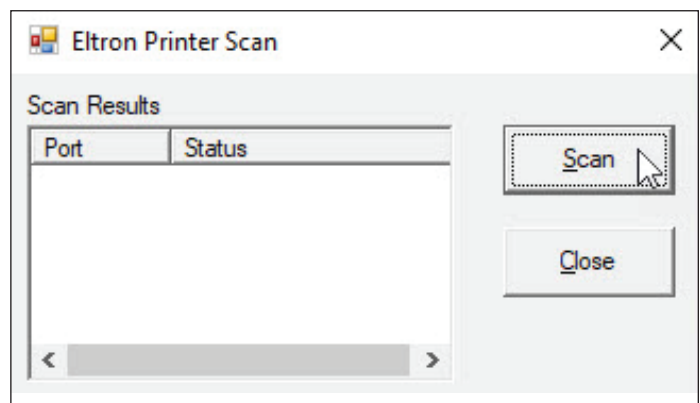 Eltron Printer Scan
Scan Results
Port Status
Scan
Close